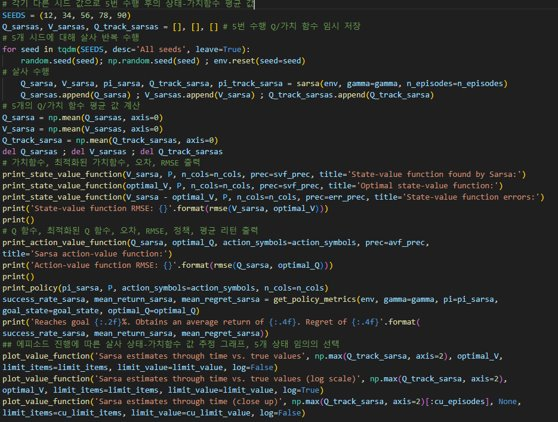 # 각기 다른 시드 값으로 5번 수행 후의 상태-가치함수 평균 값
SEEDS = (12, 34, 56, 78, 90)
Q_sarsas, V_sarsas, Q_track_sarsas = [], [], [] # 5번 수행 Q/가치 함수 임시 저장
# 5개 시드에 대해 살사 반복 수행
for seed in tqdm(SEEDS, desc='All seeds', leave=True):
    random.seed(seed); np.random.seed(seed) ; env.reset(seed=seed)
# 살사 수행
    Q_sarsa, V_sarsa, pi_sarsa, Q_track_sarsa, pi_track_sarsa = sarsa(env, gamma=gamma, n_episodes=n_episodes)
    Q_sarsas.append(Q_sarsa) ; V_sarsas.append(V_sarsa) ; Q_track_sarsas.append(Q_track_sarsa)
# 5개의 Q/가치 함수 평균 값 계산
Q_sarsa = np.mean(Q_sarsas, axis=0)
V_sarsa = np.mean(V_sarsas, axis=0)
Q_track_sarsa = np.mean(Q_track_sarsas, axis=0)
del Q_sarsas ; del V_sarsas ; del Q_track_sarsas
# 가치함수, 최적화된 가치함수, 오차, RMSE 출력
print_state_value_function(V_sarsa, P, n_cols=n_cols, prec=svf_prec, title='State-value function found by Sarsa:')
print_state_value_function(optimal_V, P, n_cols=n_cols, prec=svf_prec, title='Optimal state-value function:')
print_state_value_function(V_sarsa - optimal_V, P, n_cols=n_cols, prec=err_prec, title='State-value function errors:')
print('State-value function RMSE: {}'.format(rmse(V_sarsa, optimal_V)))
print()
# Q 함수, 최적화된 Q 함수, 오차, RMSE, 정책, 평균 리턴 출력
print_action_value_function(Q_sarsa, optimal_Q, action_symbols=action_symbols, prec=avf_prec,
title='Sarsa action-value function:')
print('Action-value function RMSE: {}'.format(rmse(Q_sarsa, optimal_Q)))
print()
print_policy(pi_sarsa, P, action_symbols=action_symbols, n_cols=n_cols)
success_rate_sarsa, mean_return_sarsa, mean_regret_sarsa = get_policy_metrics(env, gamma=gamma, pi=pi_sarsa,
goal_state=goal_state, optimal_Q=optimal_Q)
print('Reaches goal {:.2f}%. Obtains an average return of {:.4f}. Regret of {:.4f}'.format(
success_rate_sarsa, mean_return_sarsa, mean_regret_sarsa))
## 에피소드 진행에 따른 살사 상태-가치함수 값 추정 그래프, 5개 상태 임의의 선택
plot_value_function('Sarsa estimates through time vs. true values', np.max(Q_track_sarsa, axis=2), optimal_V,
limit_items=limit_items, limit_value=limit_value, log=False)
plot_value_function('Sarsa estimates through time vs. true values (log scale)', np.max(Q_track_sarsa, axis=2),
optimal_V, limit_items=limit_items, limit_value=limit_value, log=True)
plot_value_function('Sarsa estimates through time (close up)', np.max(Q_track_sarsa, axis=2)[:cu_episodes], None,
limit_items=cu_limit_items, limit_value=cu_limit_value, log=False)